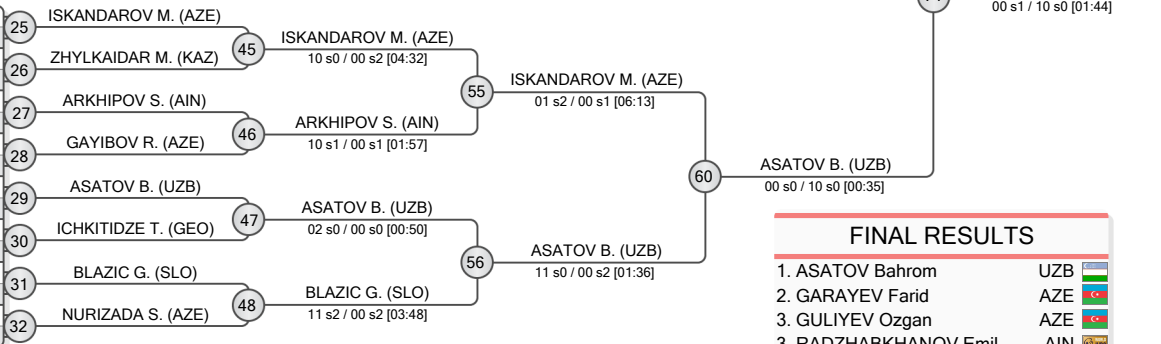 00 s1 / 10 s0 [01:44]
25
ISKANDAROV M. (AZE)
26
ZHYLKAIDAR M. (KAZ)
45
ISKANDAROV M. (AZE)
10 s0 / 00 s2 [04:32]
27
ARKHIPOV S. (AIN)
28
GAYIBOV R. (AZE)
46
ARKHIPOV S. (AIN)
10 s1 / 00 s1 [01:57]
55
ISKANDAROV M. (AZE)
01 s2 / 00 s1 [06:13]
29
ASATOV B. (UZB)
30
ICHKITIDZE T. (GEO)
47
ASATOV B. (UZB)
02 s0 / 00 s0 [00:50]
31
BLAZIC G. (SLO)
32
NURIZADA S. (AZE)
48
BLAZIC G. (SLO)
11 s2 / 00 s2 [03:48]
56
ASATOV B. (UZB)
11 s0 / 00 s2 [01:36]
60
ASATOV B. (UZB)
00 s0 / 10 s0 [00:35]
FINAL RESULTS
1. ASATOV Bahrom UZB
2. GARAYEV Farid AZE
3. GULIYEV Ozgan AZE
3. RADZHABKHANOV Emil AIN